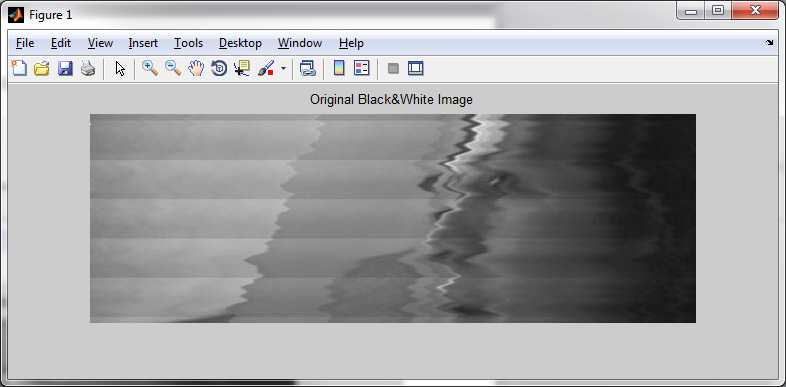 Figure 1
File Edit View Insert Tools Desktop Window Help
Original Black&White Image